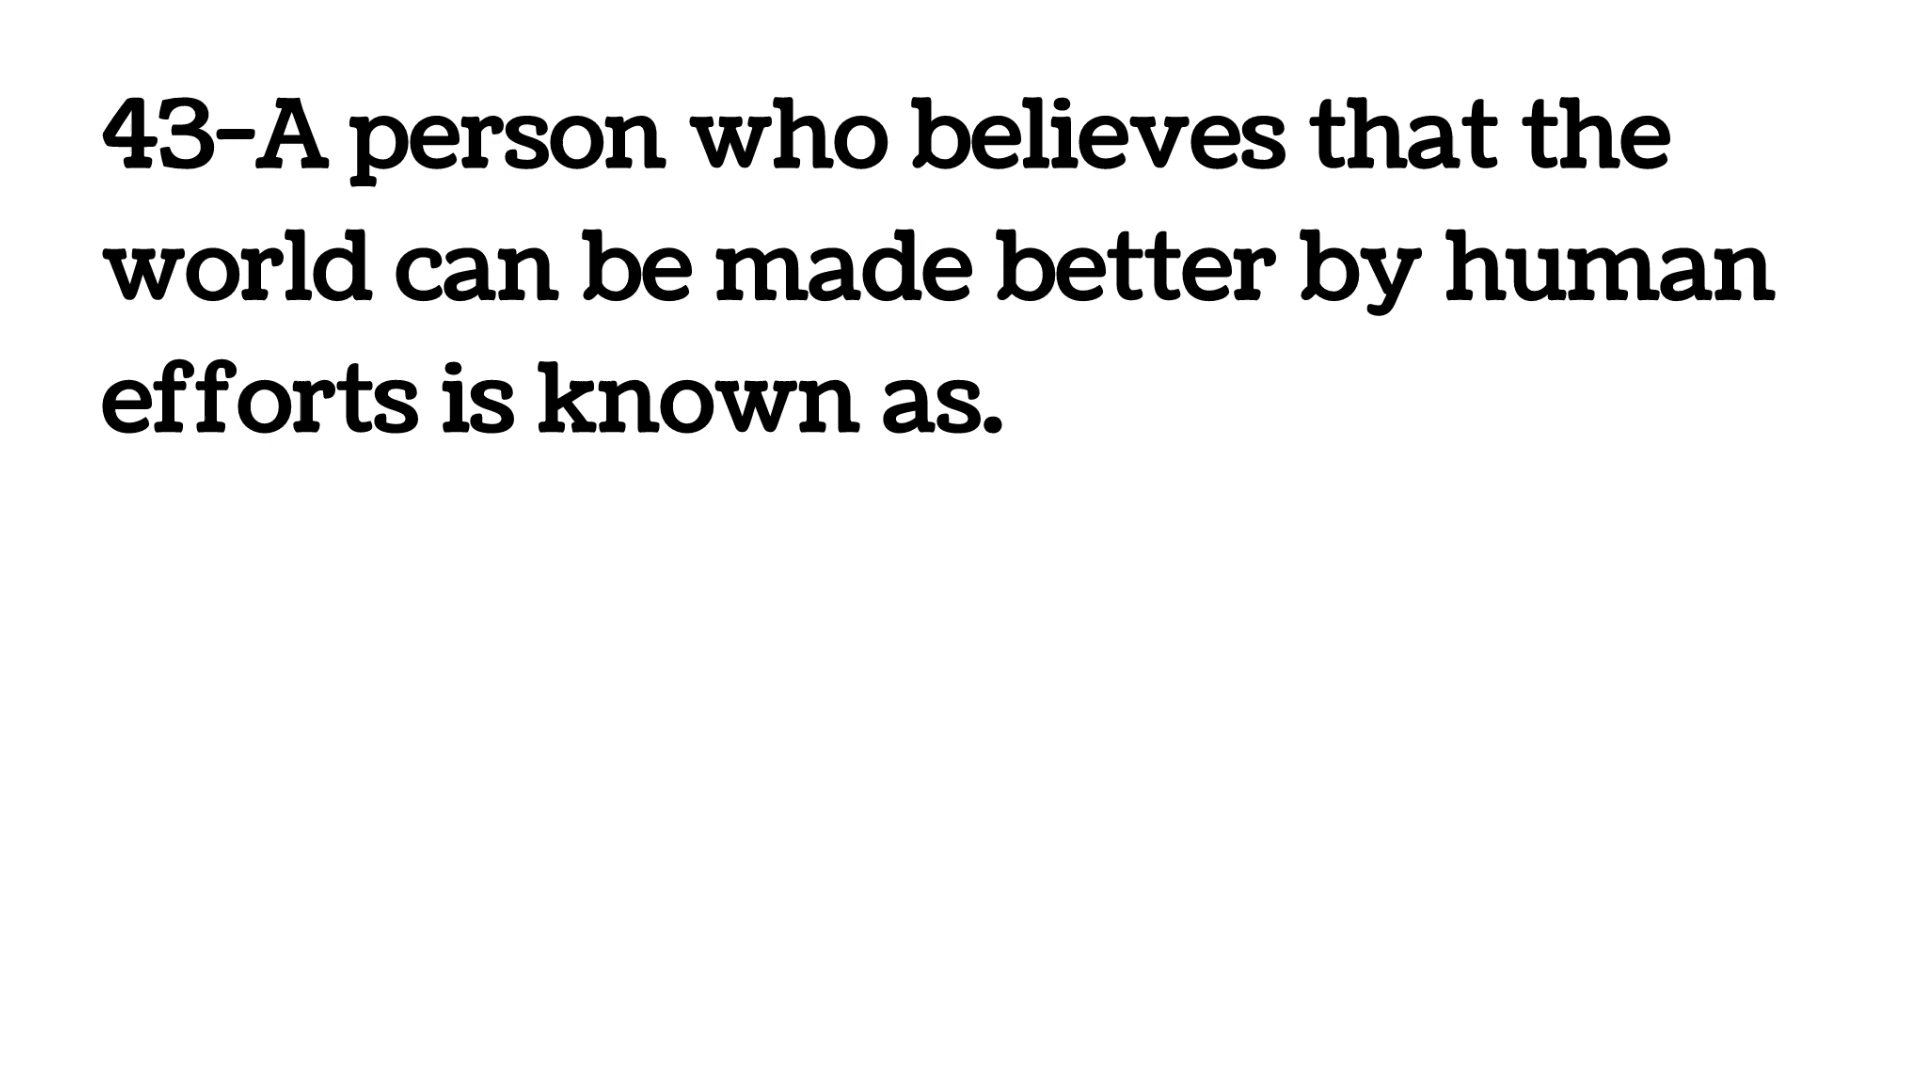 43-A person who believes that the
world can be made better by human
efforts is known as.